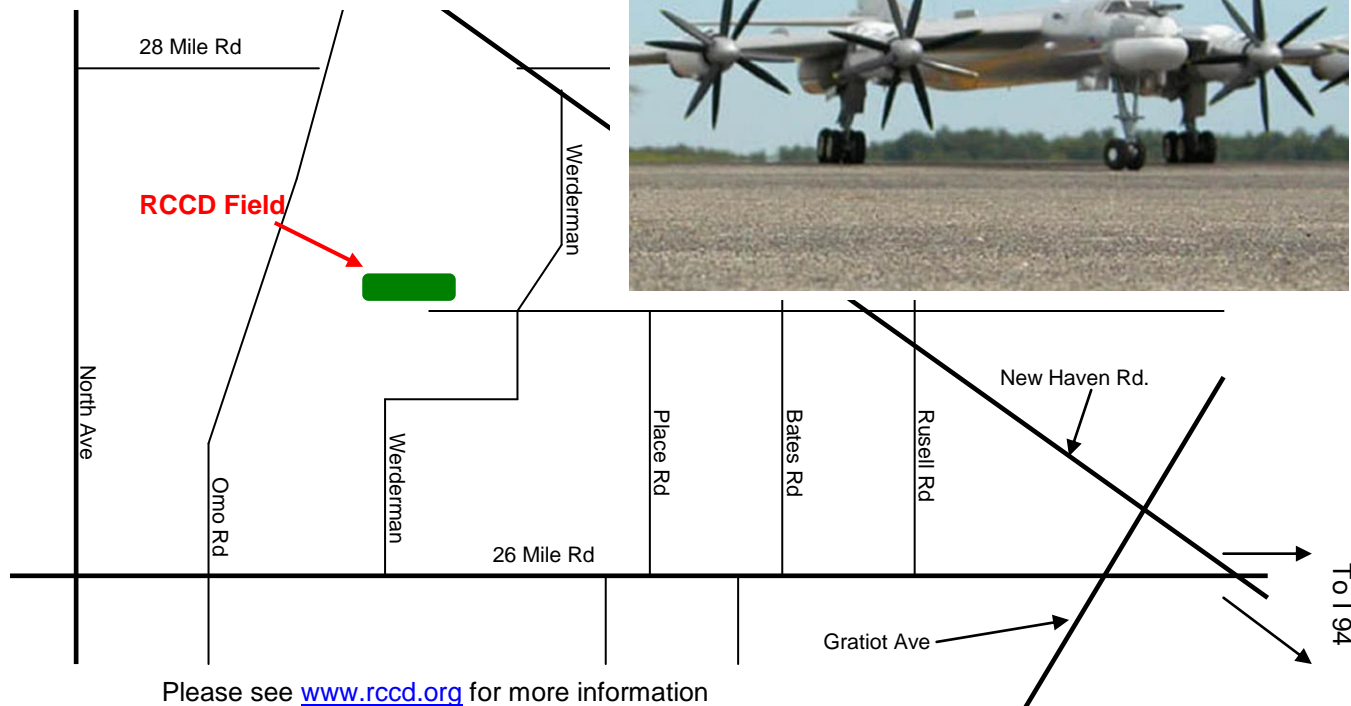 28 Mile Rd
Werderman
RCCD Field
North Ave
New Haven Rd.
Place Rd
Bates Rd
Rusell Rd
Werderman
Omo Rd
26 Mile Rd
To I 94
Gratiot Ave
Please see www.rccd.org for more information